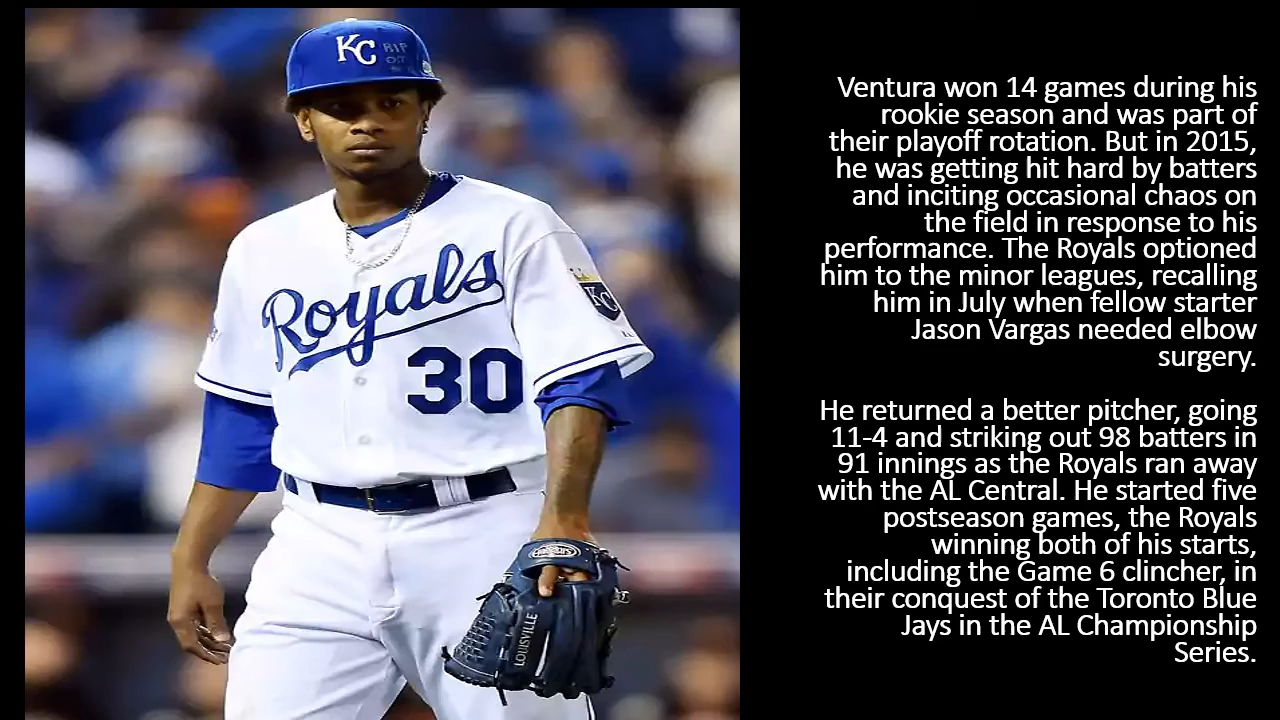 KC
RIP
OT
Royals
30
KC
LOUISVILLE
Ventura won 14 games during his
rookie season and was part of
their playoff rotation. But in 2015,
he was getting hit hard by batters
and inciting occasional chaos on
the field in response to his
performance. The Royals optioned
him to the minor leagues, recalling
him in July when fellow starter
Jason Vargas needed elbow
surgery.
He returned a better pitcher, going
11-4 and striking out 98 batters in
91 innings as the Royals ran away
with the AL Central. He started five
postseason games, the Royals
winning both of his starts,
including the Game 6 clincher, in
their conquest of the Toronto Blue
Jays in the AL Championship
Series.